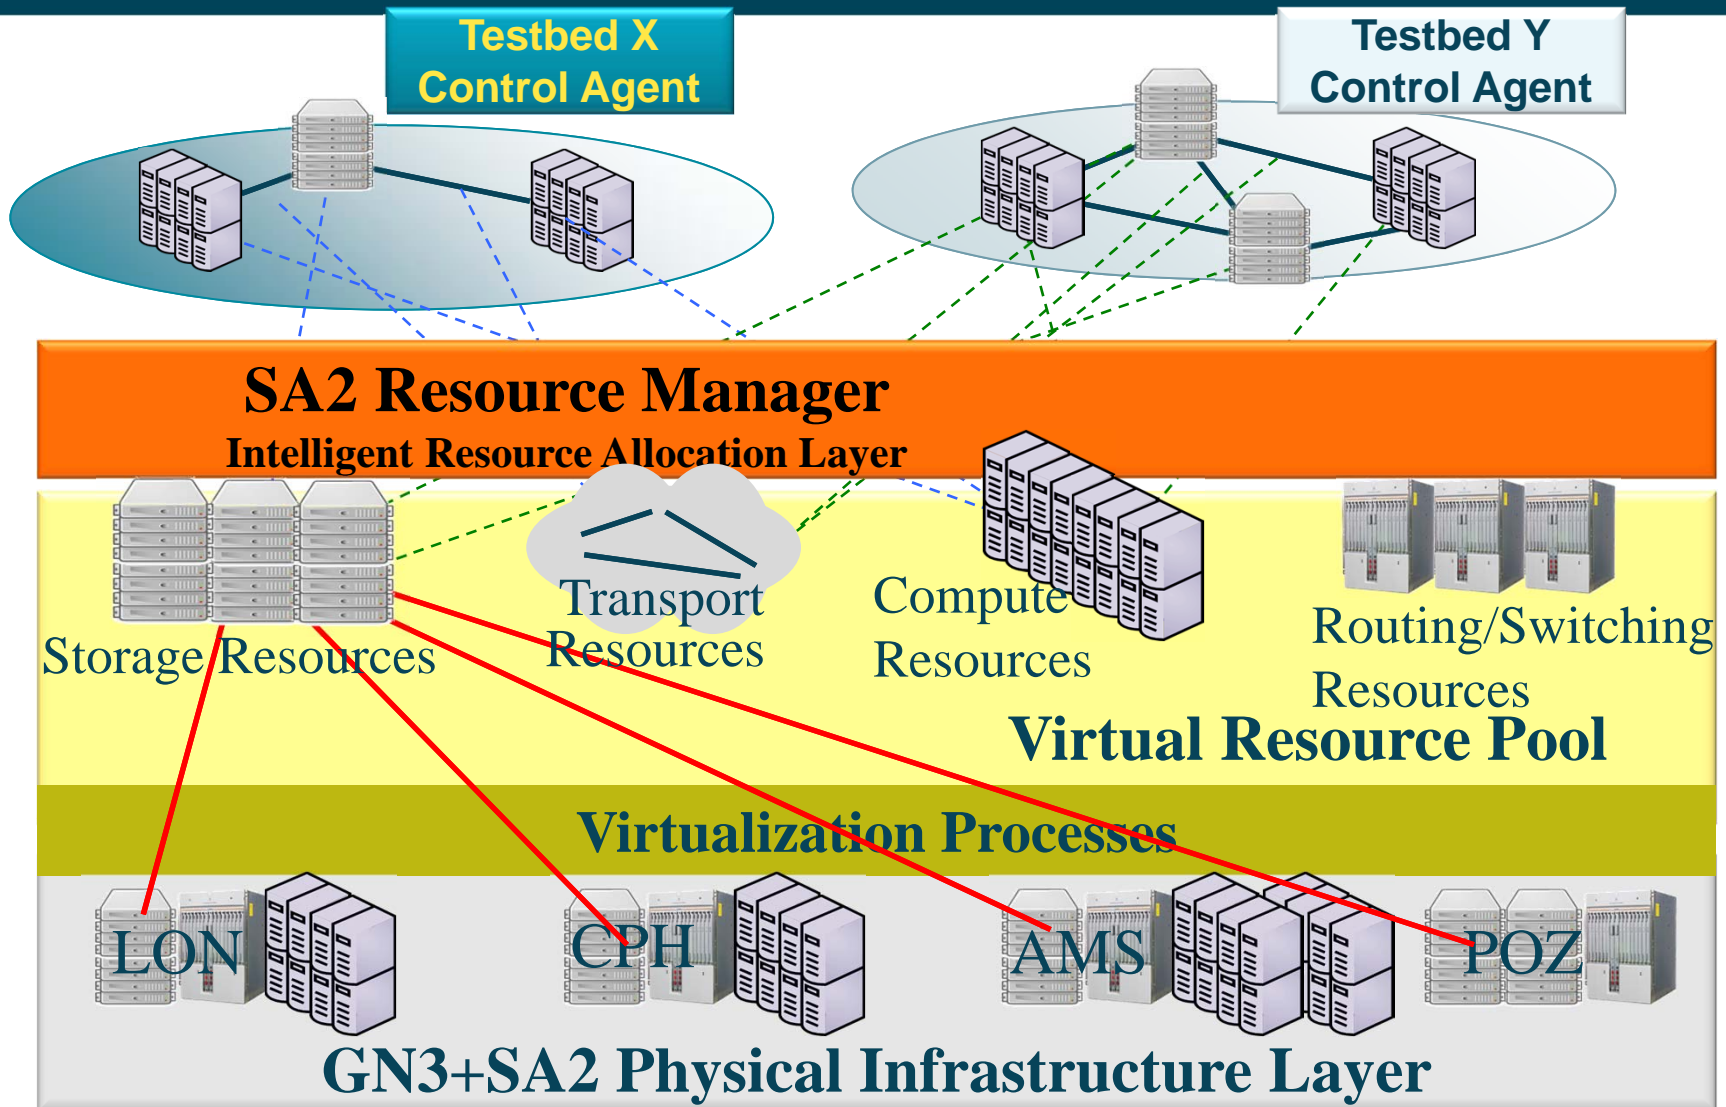 Testbed X
Control Agent
Testbed Y
Control Agent
SA2 Resource Manager
Intelligent Resource Allocation Layer
Storage Resources
Transport
Resources
Compute
Resources
Routing/Switching
Resources
Virtual Resource Pool
Virtualization Processes
LON
CPH
AMS
POZ
GN3+SA2 Physical Infrastructure Layer